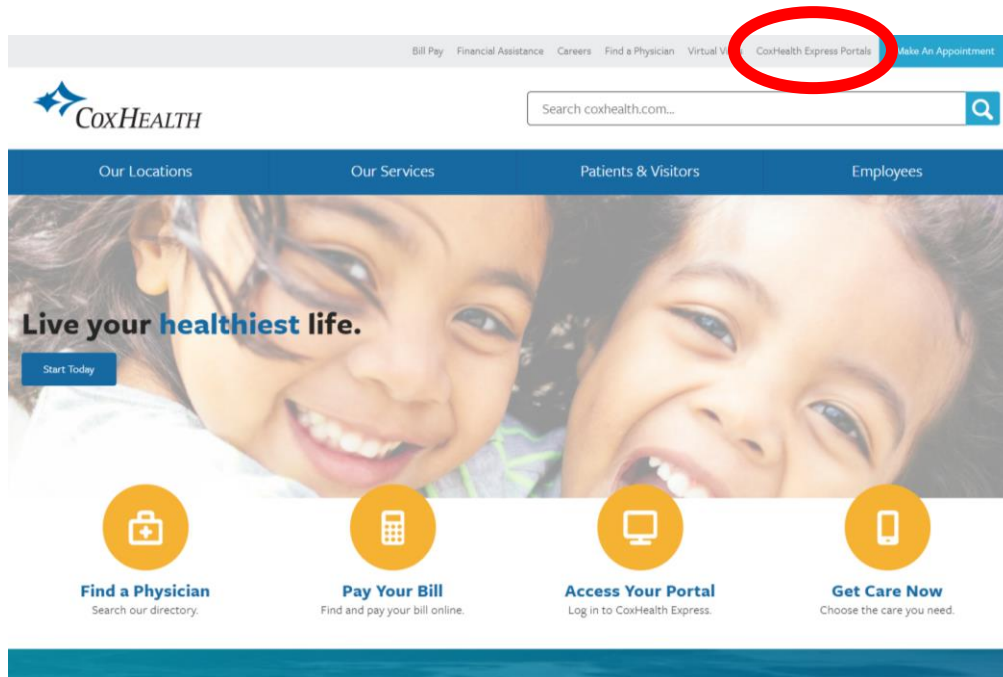 Bill Pay Financial Assistance Careers Find a Physician Virtual CoxHealth Express Portals Make An Appointment
COXHEALTH
Search coxhealth.com...
Our Locations Our Services Patients & Visitors Employees
Live your healthiest life.
Start Today
Find a Physician Pay Your Bill Access Your Portal Get Care Now
Search our directory. Find and pay your bill online. Log in to CoxHealth Express. Choose the care you need.